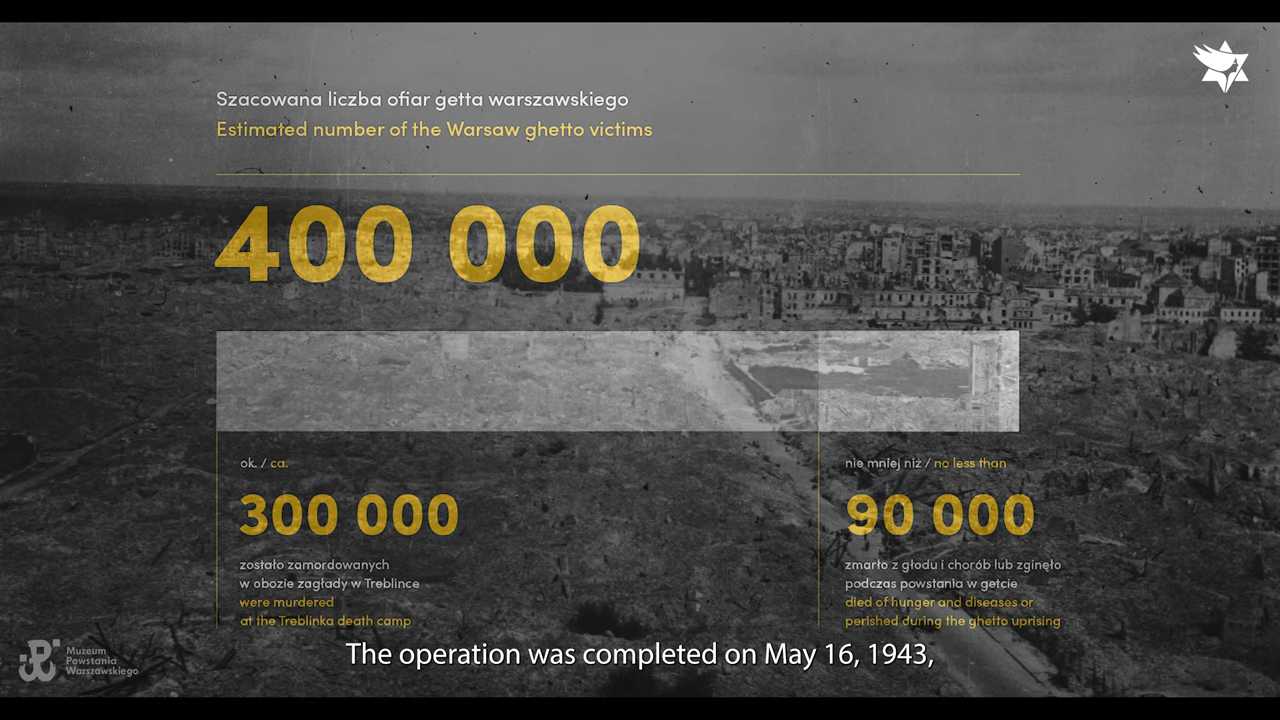 Szacowana liczba ofiar getta warszawskiego
Estimated number of the Warsaw ghetto victims
400 000
ok. / ca.
300 000
zostało zamordowanych
w obozie zagłady w Treblince
were murdered
at the Treblinka death camp
nie mniej niż / no less than
90 000
zmarło z głodu i chorób lub zginęło
podczas powstania w getcie
died of hunger and diseases or
perished during the ghetto uprising
The operation was completed on May 16, 1943,
Muzeum
Powstania
Warszawskiego